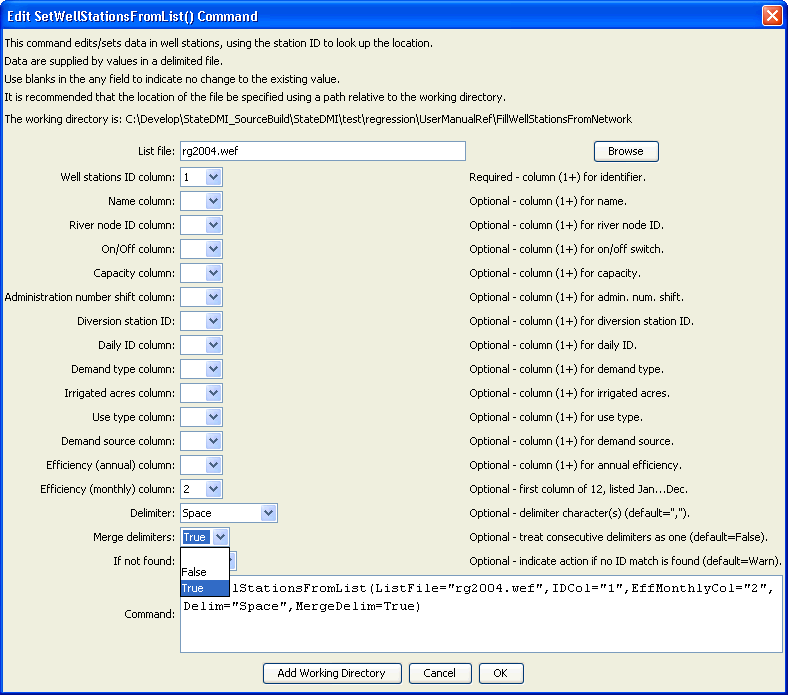 Edit SetWellStationsFromList() Command
This command edits/sets data in well stations, using the station ID to look up the location.
Data are supplied by values in a delimited file.
Use blanks in the any field to indicate no change to the existing value.
It is recommended that the location of the file be specified using a path relative to the working directory.
The working directory is: C:\Develop\StateDMI_SourceBuild\StateDMI\test\regression\UserManualRef\FillWellStationsFromNetwork
List file: rg2004.wef Browse
Well stations ID column: 1 Required - column (1+) for identifier.
Name column: Optional - column (1+) for name.
River node ID column: Optional - column (1+) for river node ID.
On/Off column: Optional - column (1+) for on/off switch.
Capacity column: Optional - column (1+) for capacity.
Administration number shift column: Optional - column (1+) for admin. num. shift.
Diversion station ID: Optional - column (1+) for diversion station ID.
Daily ID column: Optional - column (1+) for daily ID.
Demand type column: Optional - column (1+) for demand type.
Irrigated acres column: Optional - column (1+) for irrigated acres.
Use type column: Optional - column (1+) for use type.
Demand source column: Optional - column (1+) for demand source.
Efficiency (annual) column: Optional - column (1+) for annual efficiency.
Efficiency (monthly) column: 2 Optional - first column of 12, listed Jan...Dec.
Delimiter: Space Optional - delimiter character(s) (default=",").
Merge delimiters: True Optional - treat consecutive delimiters as one (default=False).
If not found: Optional - indicate action if no ID match is found (default=Warn).
False
True
lStationsFromList(ListFile="rg2004.wef",IDCol="1",EffMonthlyCol="2",
Delim="Space",MergeDelim=True)
Command:
Add Working Directory Cancel OK